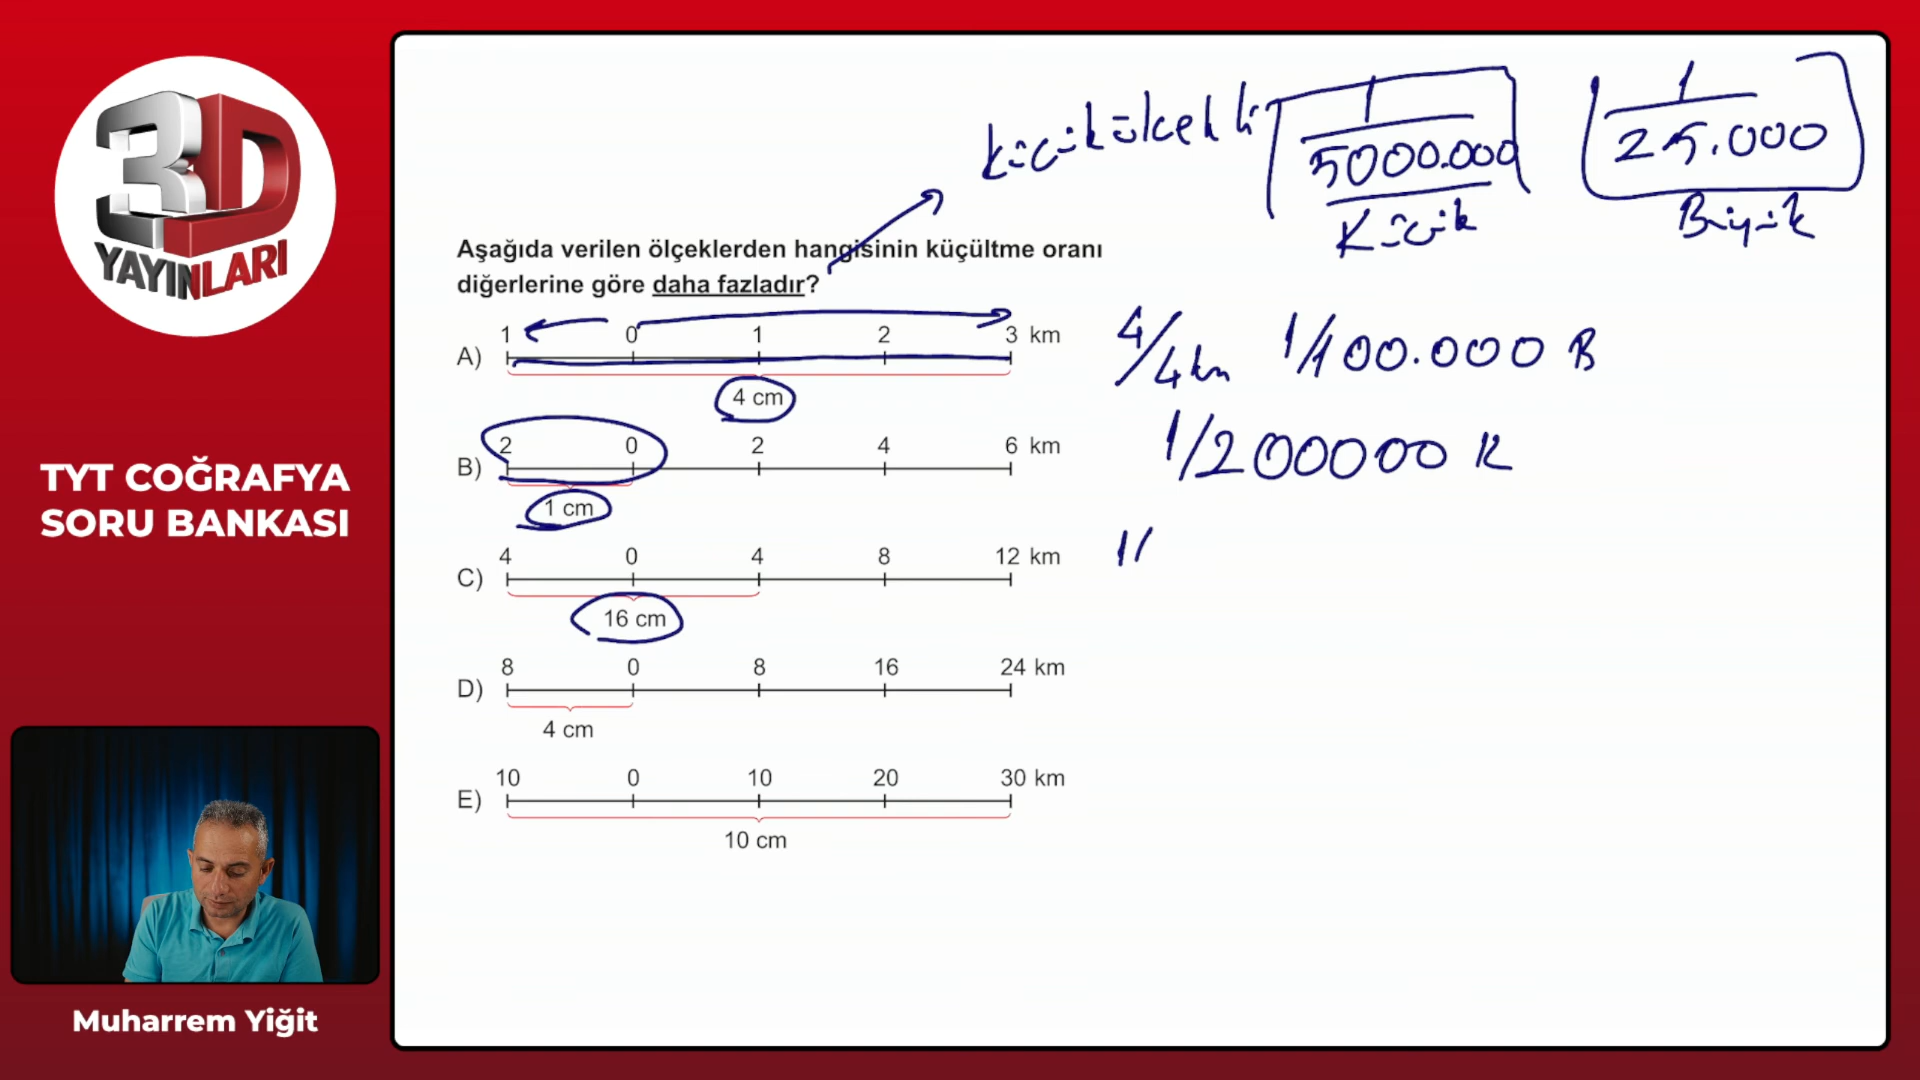 3D
YAYINLARI
TYT COĞRAFYA
SORU BANKASI
Muharrem Yiğit
Küçük ölçekli
1
5000.000
Küçük
1
25.000
Büyük
Aşağıda verilen ölçeklerden hangisinin küçültme oranı
diğerlerine göre daha fazladır?
A) 1 0 1 2 3 km
4 cm
4/4km 1/100.000 B
B) 2 0 2 4 6 km
1 cm
1/200000 K
C) 4 0 4 8 12 km
16 cm
1/
D) 8 0 8 16 24 km
4 cm
E) 10 0 10 20 30 km
10 cm